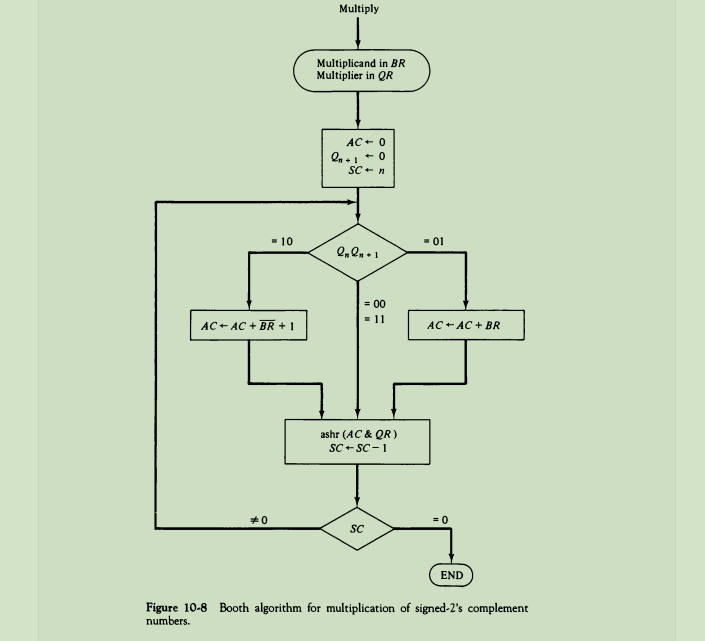 Multiply
Multiplicand in BR
Multiplier in QR
AC ← 0
Qn + 1 ← 0
SC ← n
= 10
QnQn + 1
= 01
= 00
= 11
AC ← AC + B̅R̅ + 1
AC ← AC + BR
ashr (AC & QR)
SC ← SC − 1
≠ 0
SC
= 0
END
Figure 10-8 Booth algorithm for multiplication of signed-2's complement
numbers.